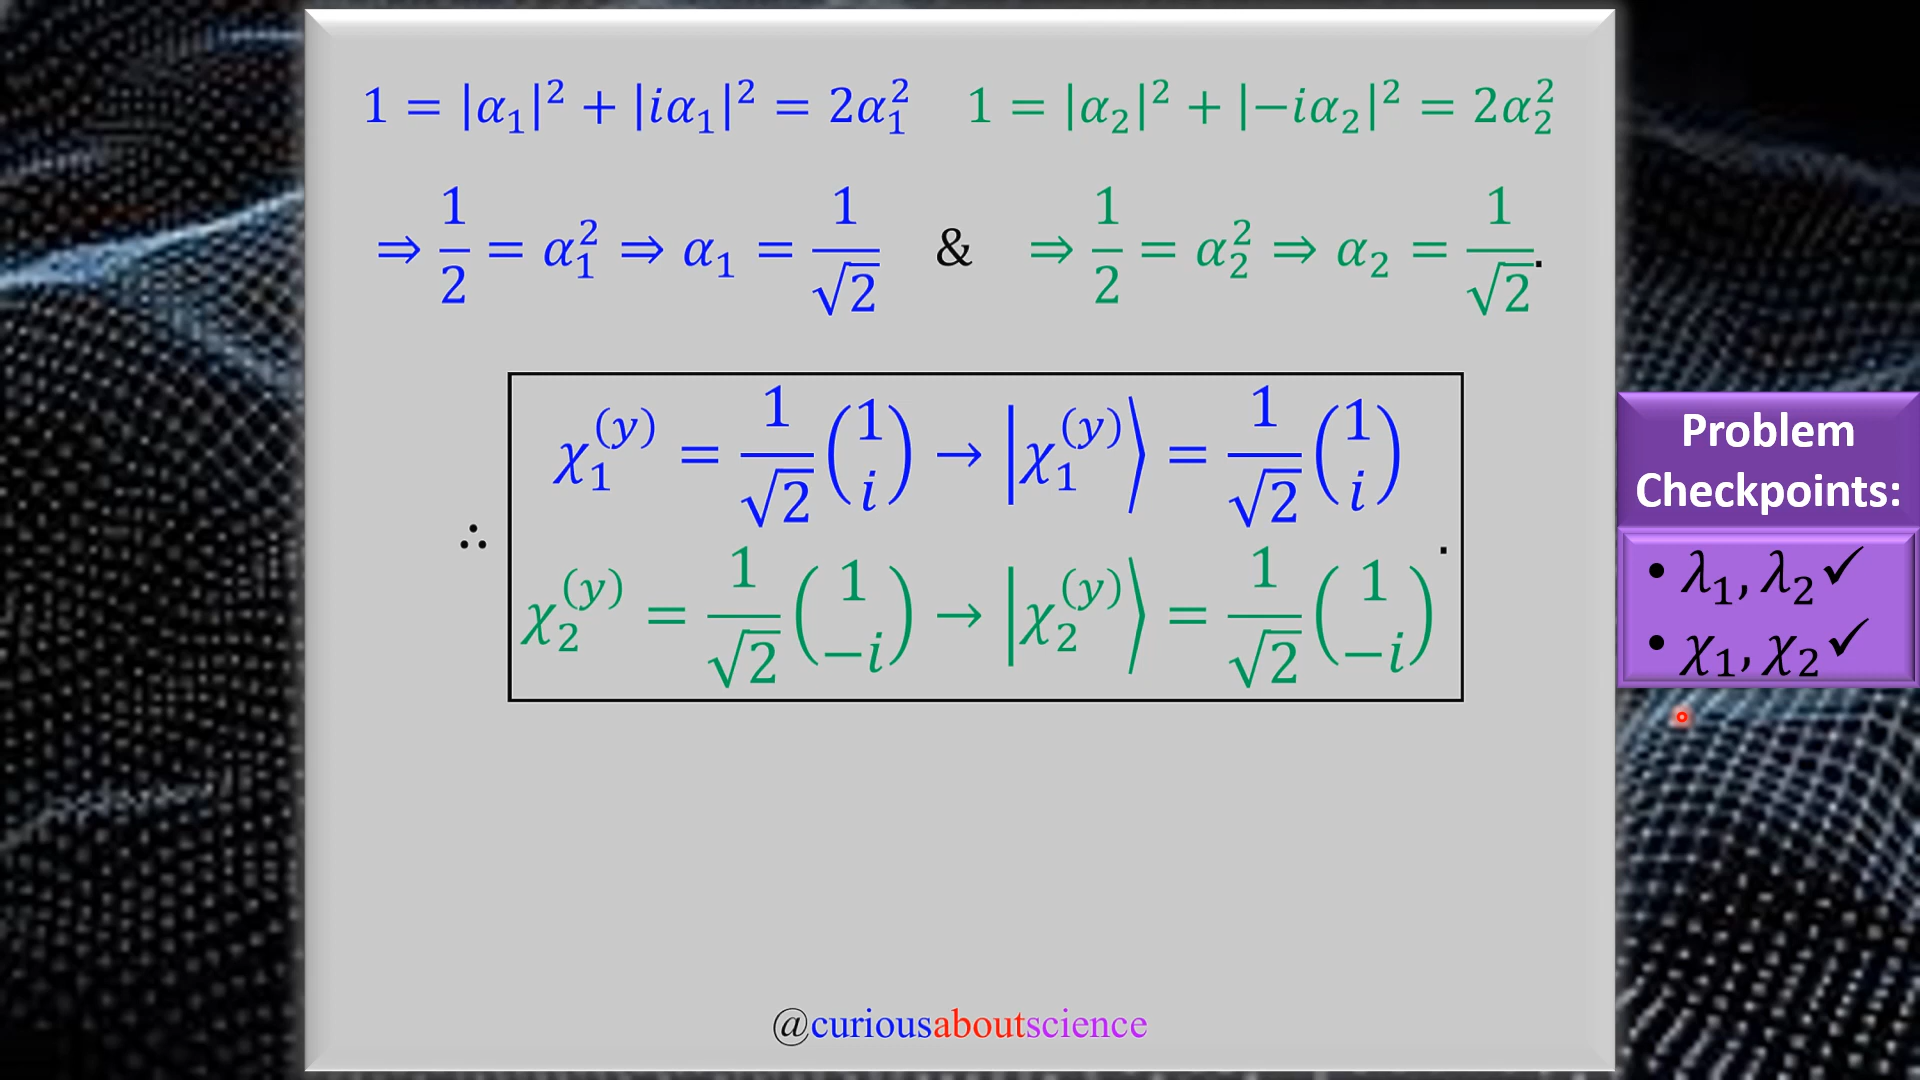 1 = |α₁|² + |iα₁|² = 2α₁² 1 = |α₂|² + |−iα₂|² = 2α₂²
⇒ 1/2 = α₁² ⇒ α₁ = 1/√2 & ⇒ 1/2 = α₂² ⇒ α₂ = 1/√2.
χ₁^(y) = 1/√2 (1 i) → |χ₁^(y)⟩ = 1/√2 (1 i)
∴ .
χ₂^(y) = 1/√2 (1 −i) → |χ₂^(y)⟩ = 1/√2 (1 −i)
Problem
Checkpoints:
• λ₁, λ₂ ✓
• χ₁, χ₂ ✓
@curiousaboutscience